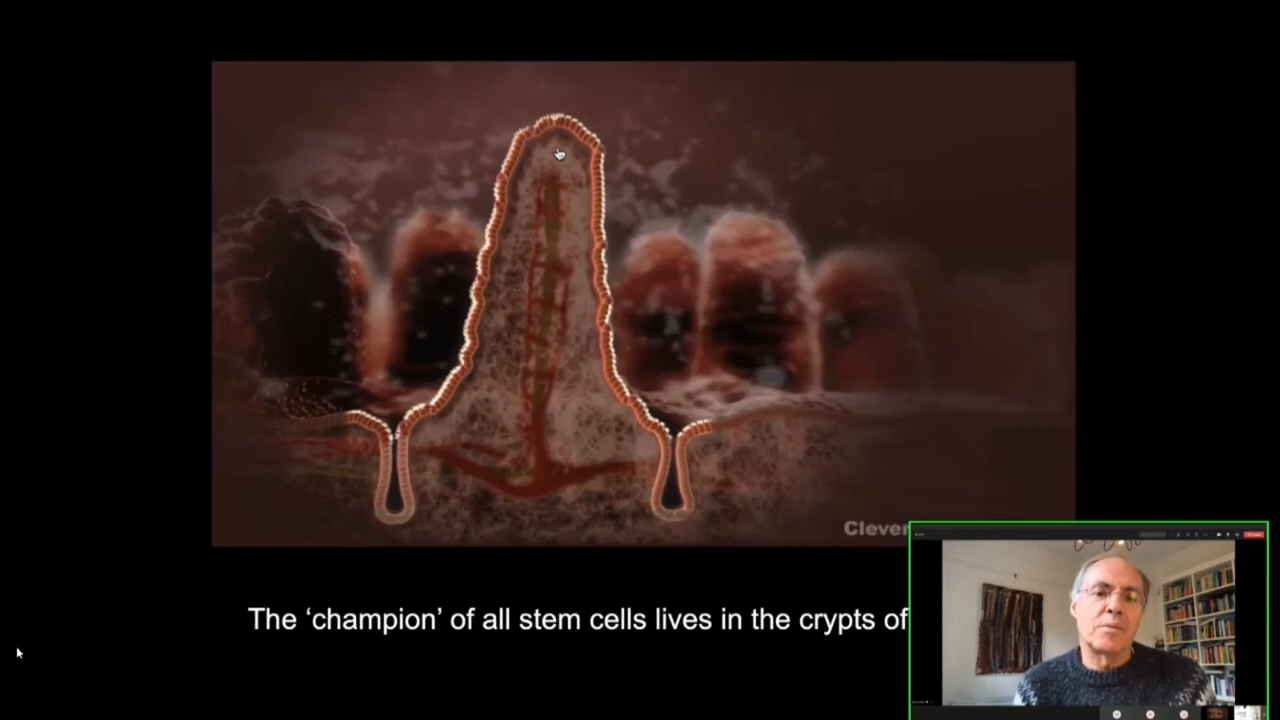 Clever
The ‘champion’ of all stem cells lives in the crypts of